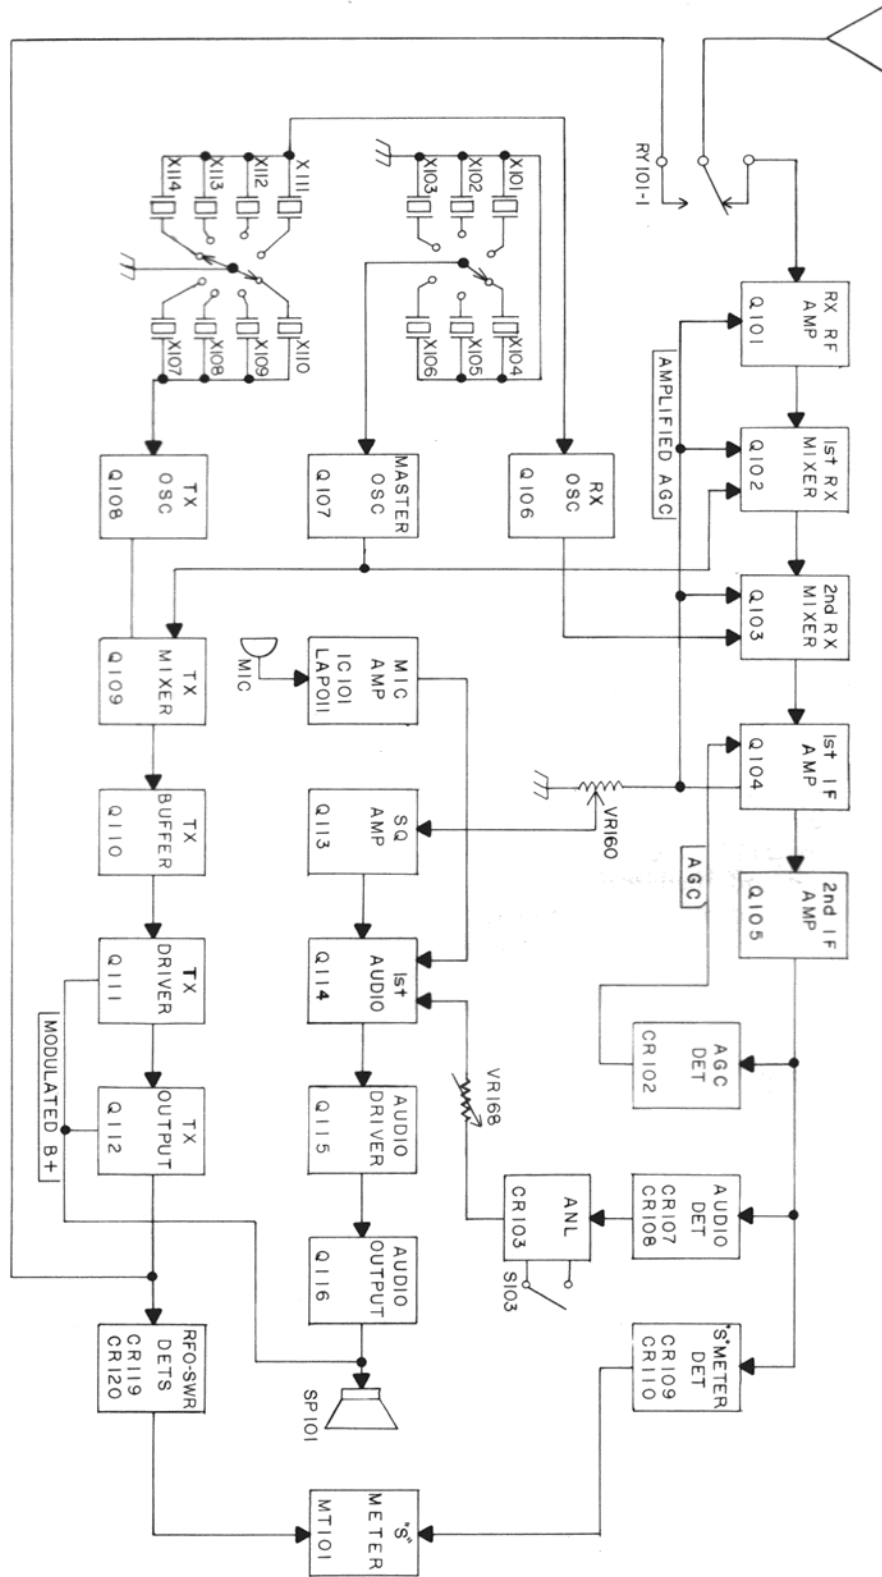 RY101-1
RX RF
AMP
Q101
1st RX
MIXER
Q102
2nd RX
MIXER
Q103
1st IF
AMP
Q104
2nd IF
AMP
Q105
AMPLIFIED AGC
AGC
AGC
DET
CR102
AUDIO
DET
CR107
CR108
"S" METER
DET
CR109
CR110
ANL
CR103
S103
VR160
VR168
X101
X102
X103
X104
X105
X106
RX
OSC
Q106
MASTER
OSC
Q107
MIC
AMP
IC101
LAP011
MIC
SQ
AMP
Q113
1st
AUDIO
Q114
AUDIO
DRIVER
Q115
AUDIO
OUTPUT
Q116
SP101
"S"
METER
MT101
X111
X112
X113
X114
X110
X109
X108
X107
TX
OSC
Q108
TX
MIXER
Q109
TX
BUFFER
Q110
TX
DRIVER
Q111
TX
OUTPUT
Q112
RFO-SWR
DETS
CR119
CR120
MODULATED B+